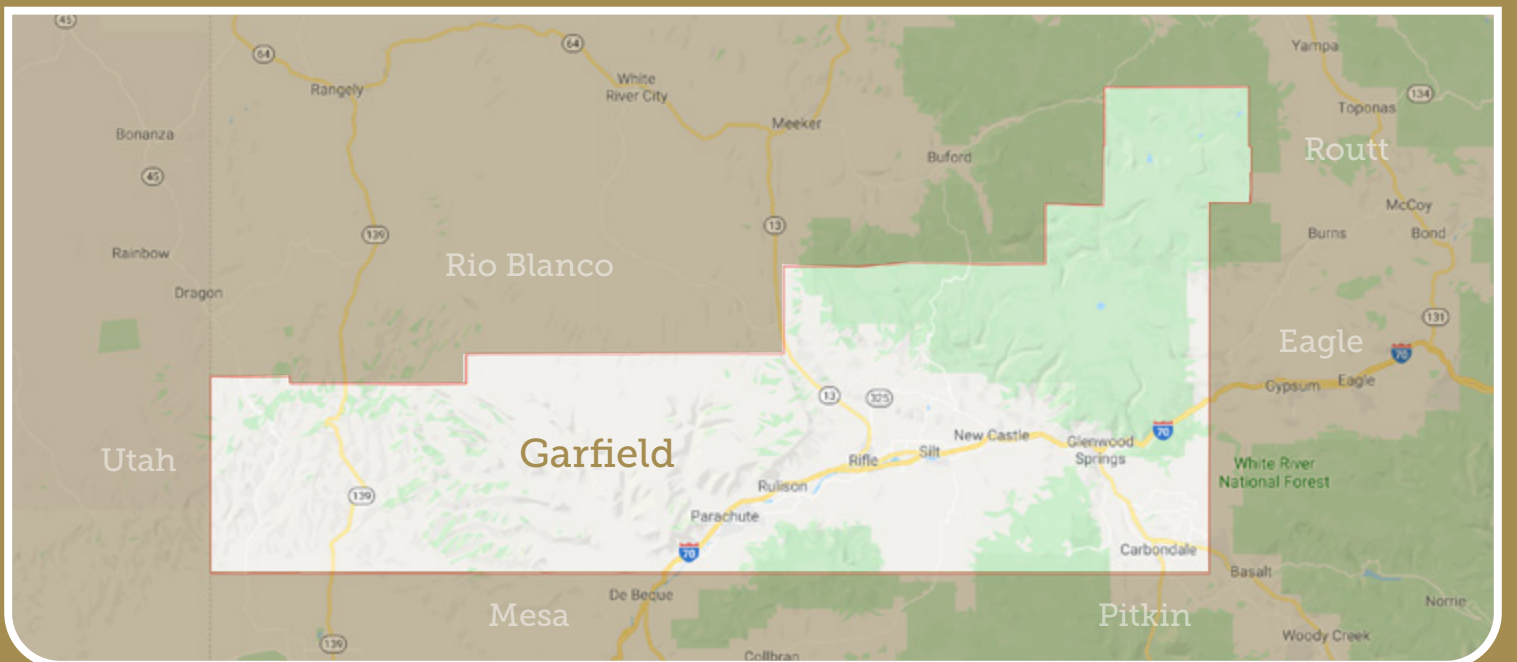 45
64
64
Yampa
White
River City
Rangely
134
Toponas
Meeker
Bonanza
Routt
Buford
45
McCoy
13
139
Burns
Bond
Rainbow
Rio Blanco
Dragon
131
Eagle
70
Eagle
Gypsum
13
325
70
New Castle
Glenwood
Springs
Garfield
Silt
Rifle
Utah
White River
National Forest
Rulison
139
Parachute
70
Carbondale
Basalt
De Beque
Norrie
Mesa
Pitkin
Woody Creek
139
Collbran